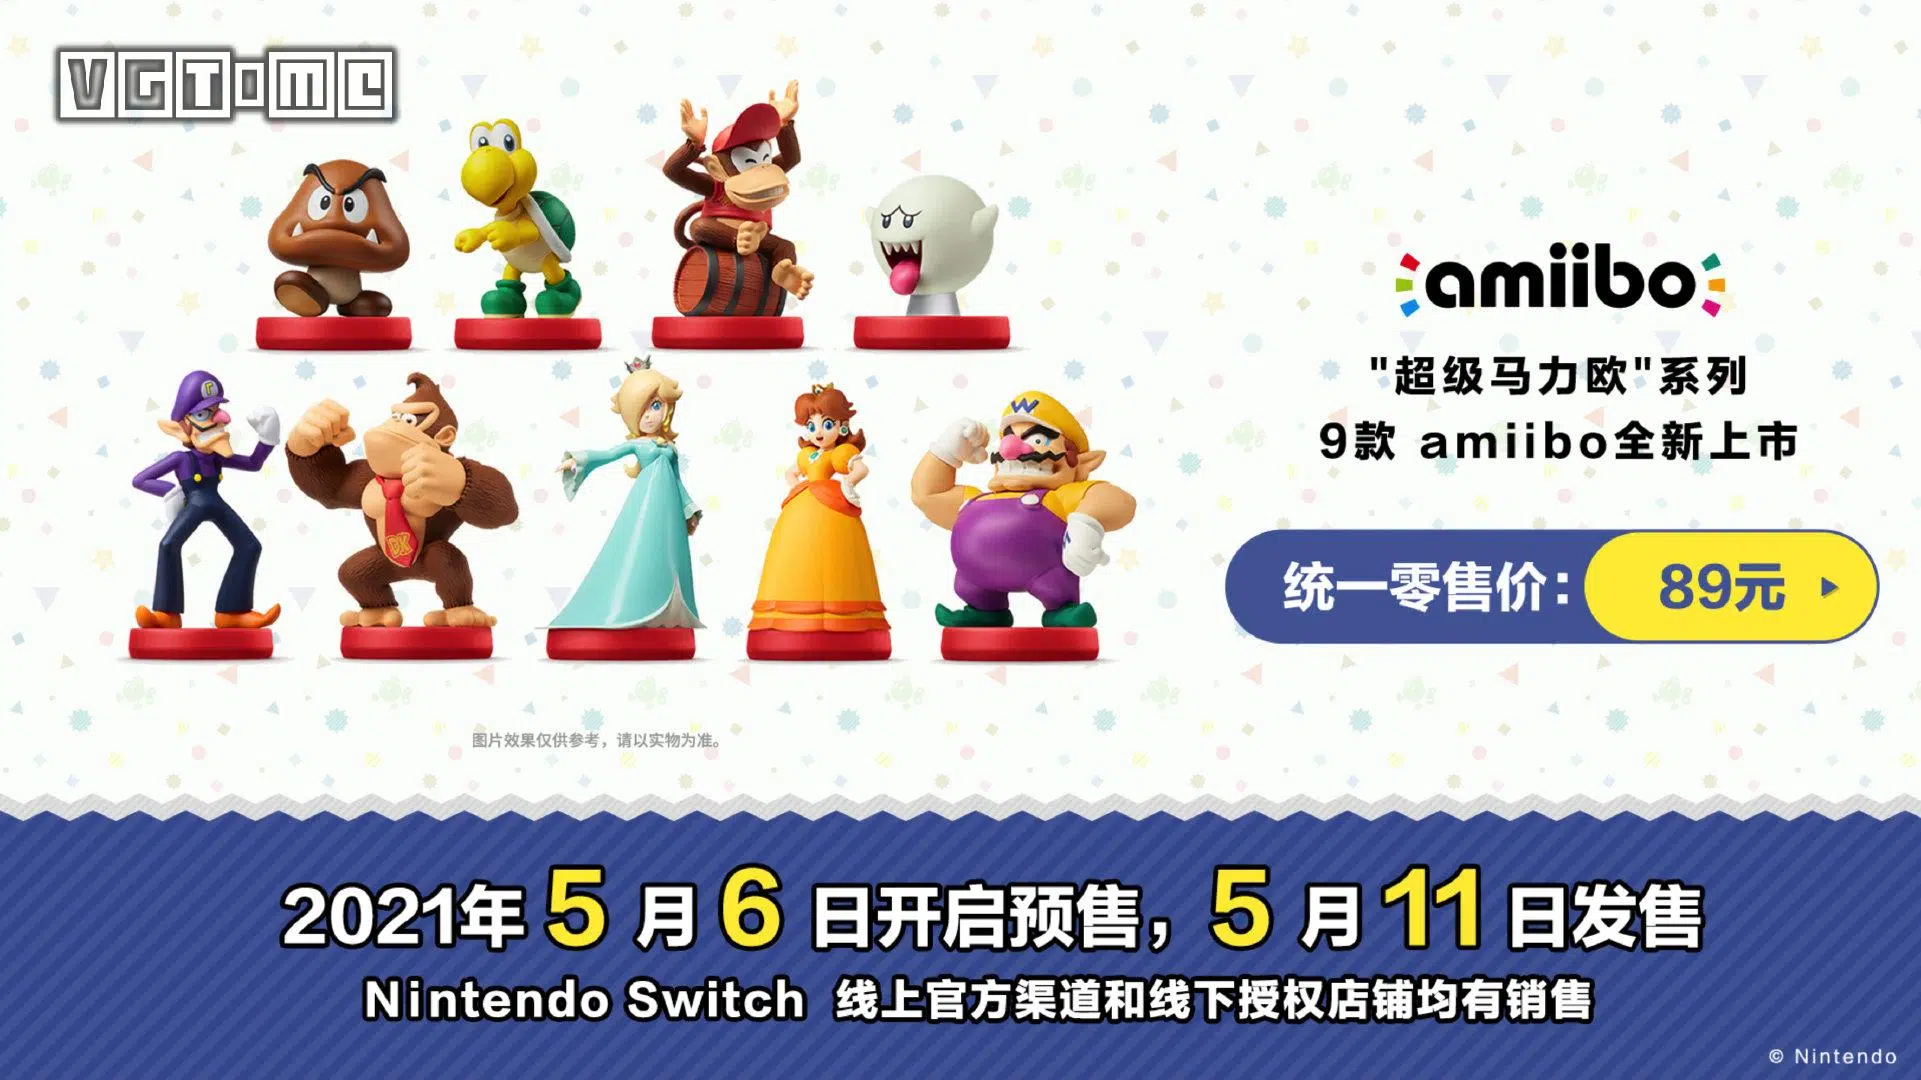 VGTIME
amiibo
"超级马力欧"系列
9款 amiibo全新上市
统一零售价：89元
图片效果仅供参考，请以实物为准。
2021年 5 月 6 日开启预售，5 月 11 日发售
Nintendo Switch 线上官方渠道和线下授权店铺均有销售
© Nintendo
DK
W